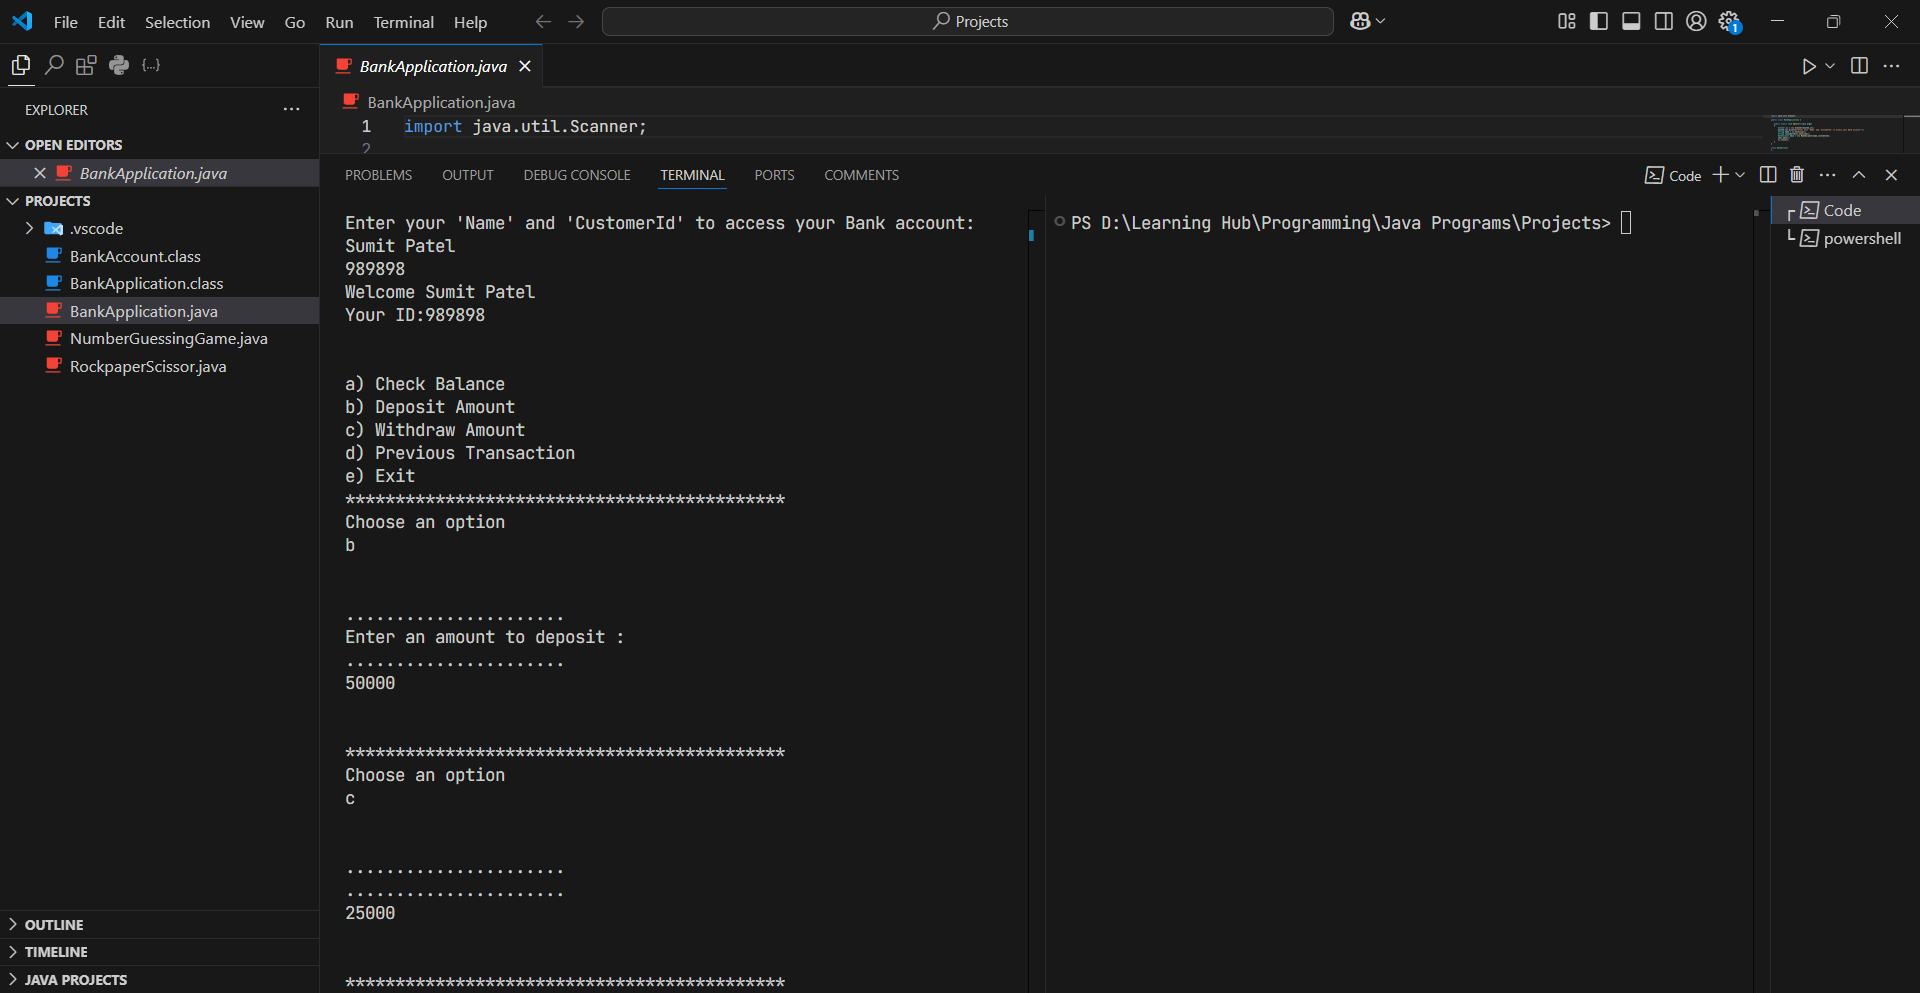 File Edit Selection View Go Run Terminal Help
Projects
1
{...}
BankApplication.java
EXPLORER
OPEN EDITORS
BankApplication.java
PROJECTS
.vscode
BankAccount.class
BankApplication.class
BankApplication.java
NumberGuessingGame.java
RockpaperScissor.java
OUTLINE
TIMELINE
JAVA PROJECTS
BankApplication.java
1 import java.util.Scanner;
2
PROBLEMS OUTPUT DEBUG CONSOLE TERMINAL PORTS COMMENTS
Code
Enter your 'Name' and 'CustomerId' to access your Bank account:
Sumit Patel
989898
Welcome Sumit Patel
Your ID:989898
a) Check Balance
b) Deposit Amount
c) Withdraw Amount
d) Previous Transaction
e) Exit
********************************************
Choose an option
b
......................
Enter an amount to deposit :
......................
50000
********************************************
Choose an option
c
......................
......................
25000
********************************************
PS D:\Learning Hub\Programming\Java Programs\Projects>
Code
powershell